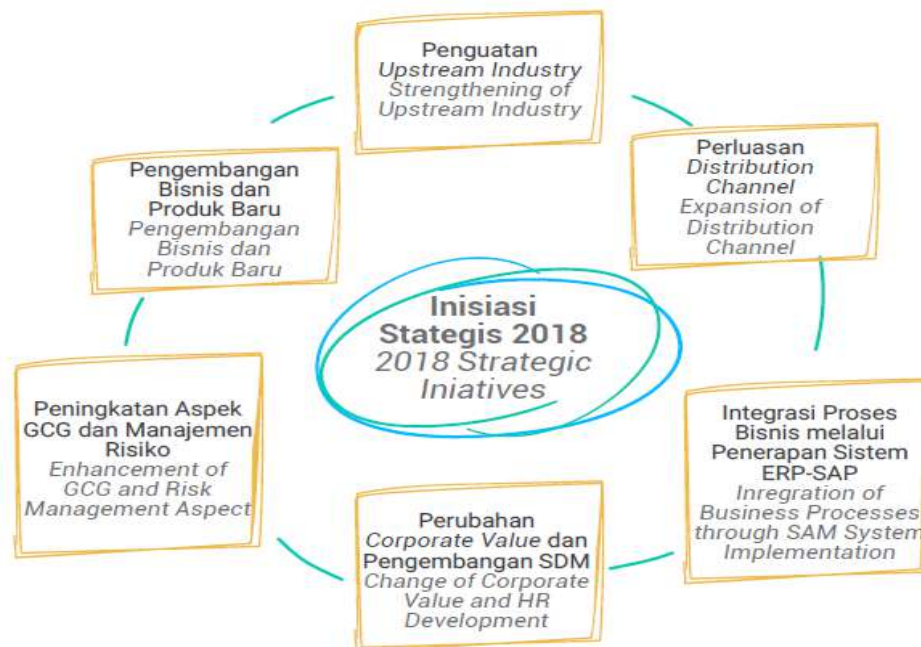 Penguatan
Upstream Industry
Strengthening of
Upstream Industry
Perluasan
Distribution
Channel
Expansion of
Distribution
Channel
Pengembangan
Bisnis dan
Produk Baru
Pengembangan
Bisnis dan
Produk Baru
Inisiasi
Stategis 2018
2018 Strategic
Iniatives
Peningkatan Aspek
GCG dan Manajemen
Risiko
Enhancement of
GCG and Risk
Management Aspect
Integrasi Proses
Bisnis melalui
Penerapan Sistem
ERP-SAP
Inregration of
Business Processes
through SAM System
Implementation
Perubahan
Corporate Value dan
Pengembangan SDM
Change of Corporate
Value and HR
Development